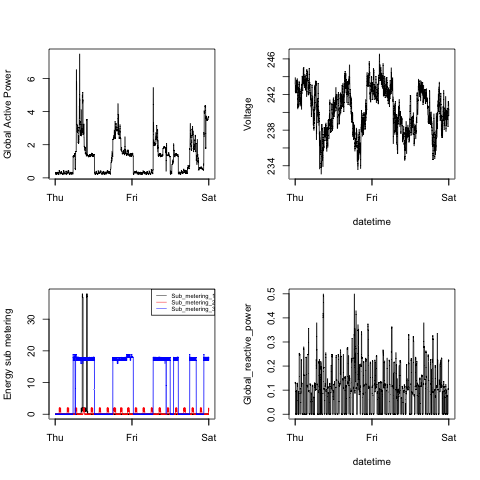 Global Active Power
0 2 4 6
Thu Fri Sat
Voltage
234 238 242 246
Thu Fri Sat
datetime
Energy sub metering
0 10 20 30
Thu Fri Sat
Sub_metering_1
Sub_metering_2
Sub_metering_3
Global_reactive_power
0.0 0.1 0.2 0.3 0.4 0.5
Thu Fri Sat
datetime